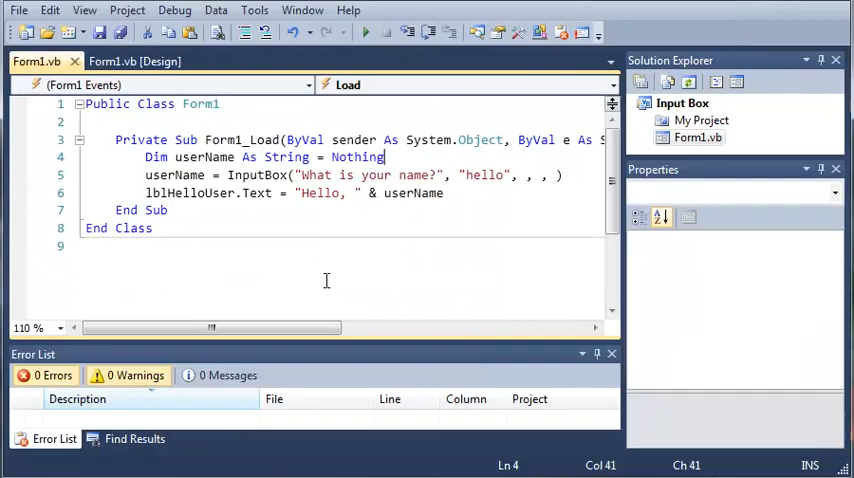 File Edit View Project Debug Data Tools Window Help
Form1.vb Form1.vb [Design]
(Form1 Events) Load
1 Public Class Form1
2
3 Private Sub Form1_Load(ByVal sender As System.Object, ByVal e As S
4 Dim userName As String = Nothing
5 userName = InputBox("What is your name?", "hello", , , )
6 lblHelloUser.Text = "Hello, " & userName
7 End Sub
8 End Class
9
110 %
Solution Explorer
Input Box
My Project
Form1.vb
Properties
Error List
0 Errors 0 Warnings 0 Messages
Description File Line Column Project
Error List Find Results
Ln 4 Col 41 Ch 41 INS